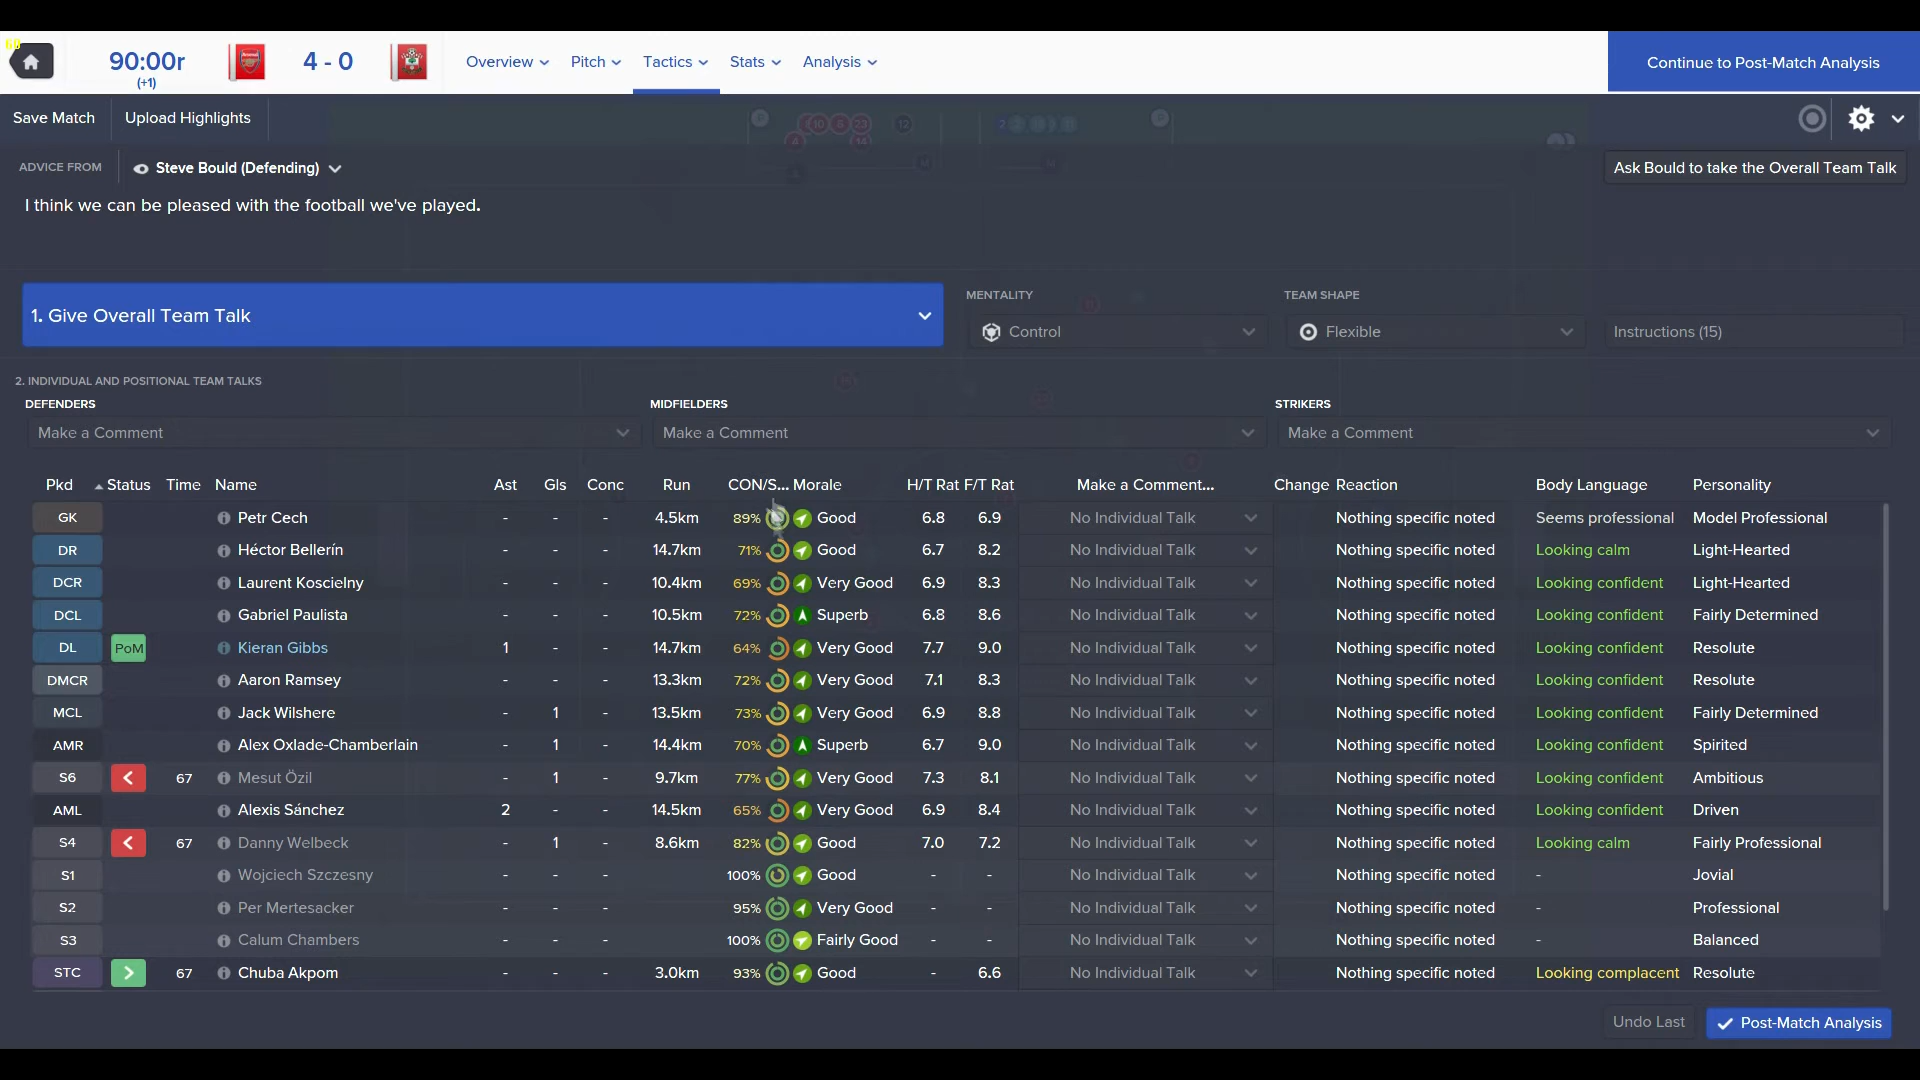 60
90:00r
(+1)
4 - 0
Overview
Pitch
Tactics
Stats
Analysis
Continue to Post-Match Analysis
Save Match
Upload Highlights
ADVICE FROM
Steve Bould (Defending)
Ask Bould to take the Overall Team Talk
I think we can be pleased with the football we've played.
1. Give Overall Team Talk
MENTALITY
Control
TEAM SHAPE
Flexible
Instructions (15)
2. INDIVIDUAL AND POSITIONAL TEAM TALKS
DEFENDERS
MIDFIELDERS
STRIKERS
Make a Comment
Make a Comment
Make a Comment
Pkd Status Time Name Ast Gls Conc Run CON/S... Morale H/T Rat F/T Rat Make a Comment... Change Reaction Body Language Personality
GK Petr Cech - - - 4.5km 89% Good 6.8 6.9 No Individual Talk Nothing specific noted Seems professional Model Professional
DR Héctor Bellerín - - - 14.7km 71% Good 6.7 8.2 No Individual Talk Nothing specific noted Looking calm Light-Hearted
DCR Laurent Koscielny - - - 10.4km 69% Very Good 6.9 8.3 No Individual Talk Nothing specific noted Looking confident Light-Hearted
DCL Gabriel Paulista - - - 10.5km 72% Superb 6.8 8.6 No Individual Talk Nothing specific noted Looking confident Fairly Determined
DL PoM Kieran Gibbs 1 - - 14.7km 64% Very Good 7.7 9.0 No Individual Talk Nothing specific noted Looking confident Resolute
DMCR Aaron Ramsey - - - 13.3km 72% Very Good 7.1 8.3 No Individual Talk Nothing specific noted Looking confident Resolute
MCL Jack Wilshere - 1 - 13.5km 73% Very Good 6.9 8.8 No Individual Talk Nothing specific noted Looking confident Fairly Determined
AMR Alex Oxlade-Chamberlain - 1 - 14.4km 70% Superb 6.7 9.0 No Individual Talk Nothing specific noted Looking confident Spirited
S6 67 Mesut Özil - 1 - 9.7km 77% Very Good 7.3 8.1 No Individual Talk Nothing specific noted Looking confident Ambitious
AML Alexis Sánchez 2 - - 14.5km 65% Very Good 6.9 8.4 No Individual Talk Nothing specific noted Looking confident Driven
S4 67 Danny Welbeck - 1 - 8.6km 82% Good 7.0 7.2 No Individual Talk Nothing specific noted Looking calm Fairly Professional
S1 Wojciech Szczesny - - - 100% Good - - No Individual Talk Nothing specific noted - Jovial
S2 Per Mertesacker - - - 95% Very Good - - No Individual Talk Nothing specific noted - Professional
S3 Calum Chambers - - - 100% Fairly Good - - No Individual Talk Nothing specific noted - Balanced
STC 67 Chuba Akpom - - - 3.0km 93% Good - 6.6 No Individual Talk Nothing specific noted Looking complacent Resolute
Undo Last
Post-Match Analysis